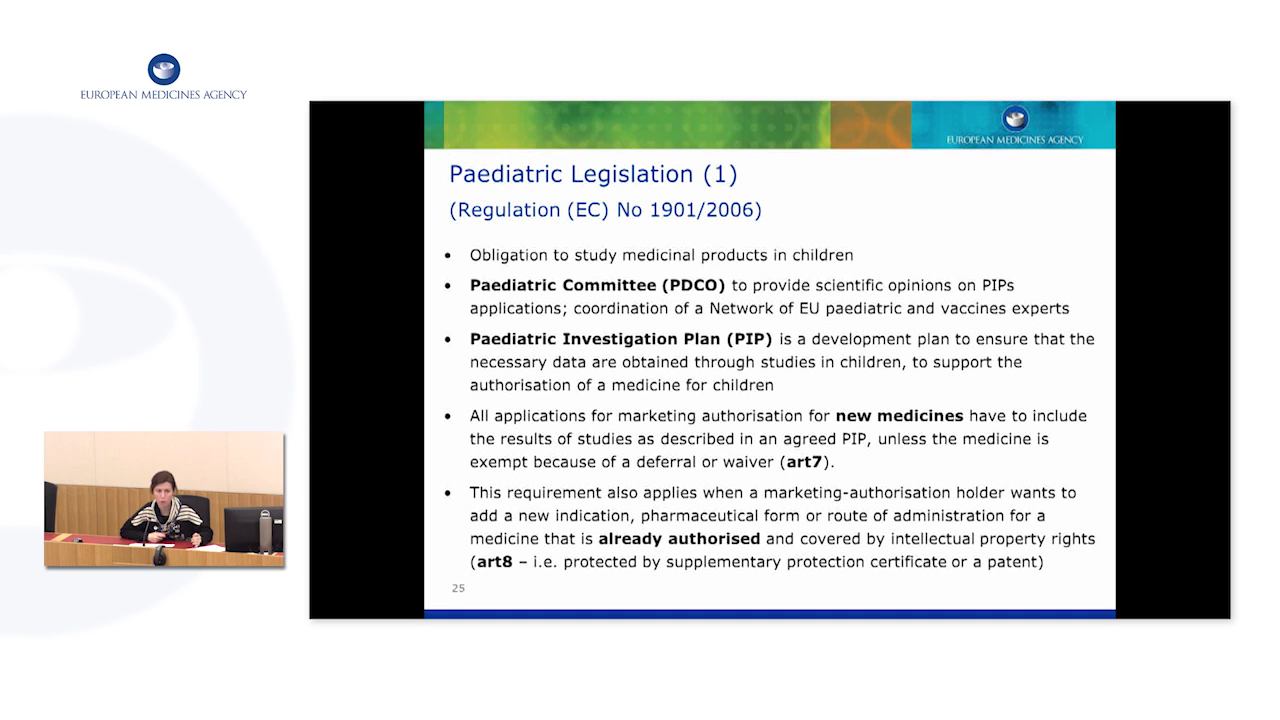 EUROPEAN MEDICINES AGENCY
EUROPEAN MEDICINES AGENCY
Paediatric Legislation (1)
(Regulation (EC) No 1901/2006)
• Obligation to study medicinal products in children
• Paediatric Committee (PDCO) to provide scientific opinions on PIPs
applications; coordination of a Network of EU paediatric and vaccines experts
• Paediatric Investigation Plan (PIP) is a development plan to ensure that the
necessary data are obtained through studies in children, to support the
authorisation of a medicine for children
• All applications for marketing authorisation for new medicines have to include
the results of studies as described in an agreed PIP, unless the medicine is
exempt because of a deferral or waiver (art7).
• This requirement also applies when a marketing-authorisation holder wants to
add a new indication, pharmaceutical form or route of administration for a
medicine that is already authorised and covered by intellectual property rights
(art8 – i.e. protected by supplementary protection certificate or a patent)
25